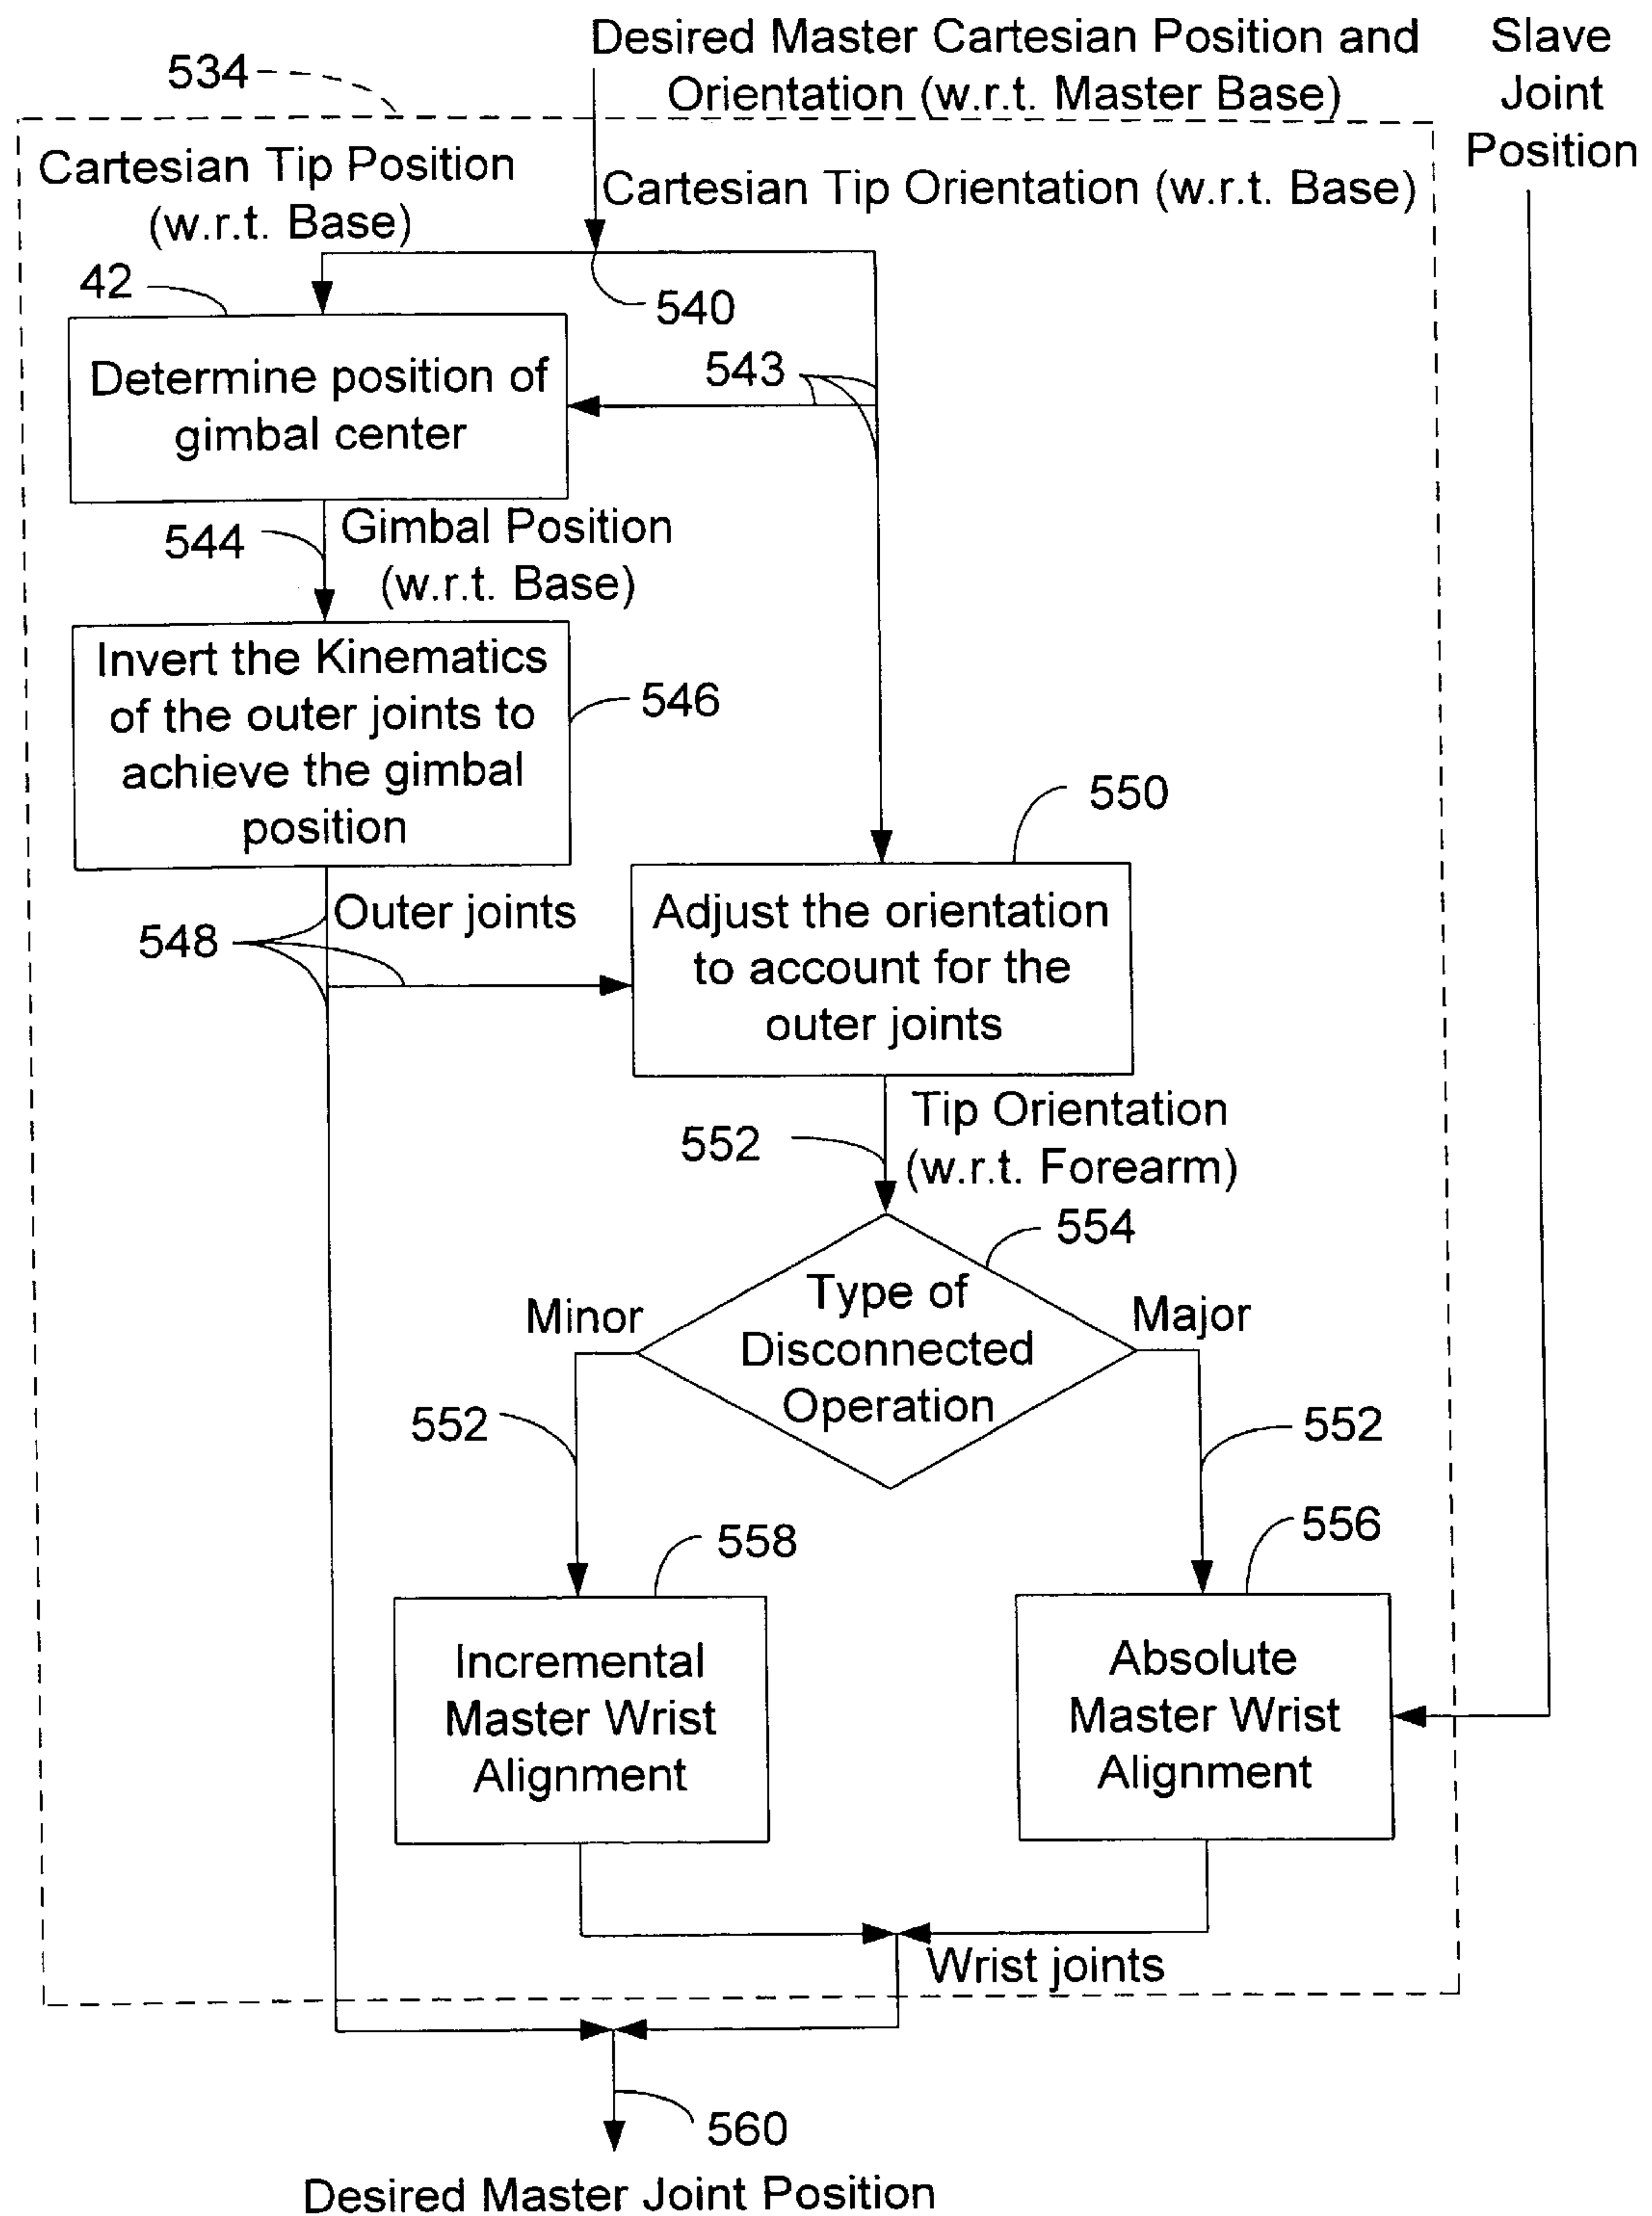 Desired Master Cartesian Position and
Orientation (w.r.t. Master Base)
Slave
Joint
Position
534
Cartesian Tip Position
(w.r.t. Base)
Cartesian Tip Orientation (w.r.t. Base)
42
540
Determine position of
gimbal center
543
544
Gimbal Position
(w.r.t. Base)
Invert the Kinematics
of the outer joints to
achieve the gimbal
position
546
550
548
Outer joints
Adjust the orientation
to account for the
outer joints
552
Tip Orientation
(w.r.t. Forearm)
554
Type of
Disconnected
Operation
Minor
Major
552
552
558
556
Incremental
Master Wrist
Alignment
Absolute
Master Wrist
Alignment
Wrist joints
560
Desired Master Joint Position